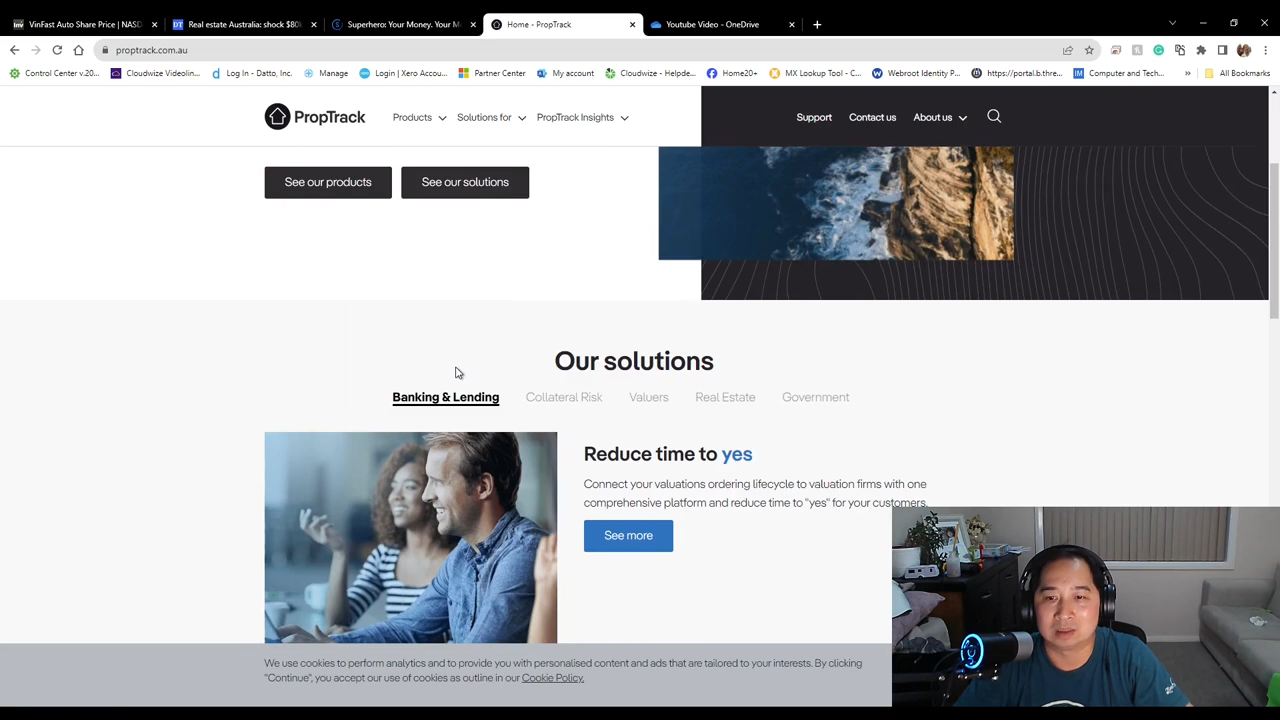 VinFast Auto Share Price | NASD
Real estate Australia: shock $80k
Superhero: Your Money. Your M
Home - PropTrack
Youtube Video - OneDrive
proptrack.com.au
Control Center v.20...
Cloudwize Videolin...
Log In - Datto, Inc.
Manage
Login | Xero Accou...
Partner Center
My account
Cloudwize - Helpde...
Home20+
MX Lookup Tool - C...
Webroot Identity P...
https://portal.b.thre...
Computer and Tech...
»
All Bookmarks
PropTrack
Products
Solutions for
PropTrack Insights
Support
Contact us
About us
See our products
See our solutions
Our solutions
Banking & Lending
Collateral Risk
Valuers
Real Estate
Government
Reduce time to yes
Connect your valuations ordering lifecycle to valuation firms with one
comprehensive platform and reduce time to "yes" for your customers.
See more
We use cookies to perform analytics and to provide you with personalised content and ads that are tailored to your interests. By clicking
"Continue", you accept our use of cookies as outline in our Cookie Policy.